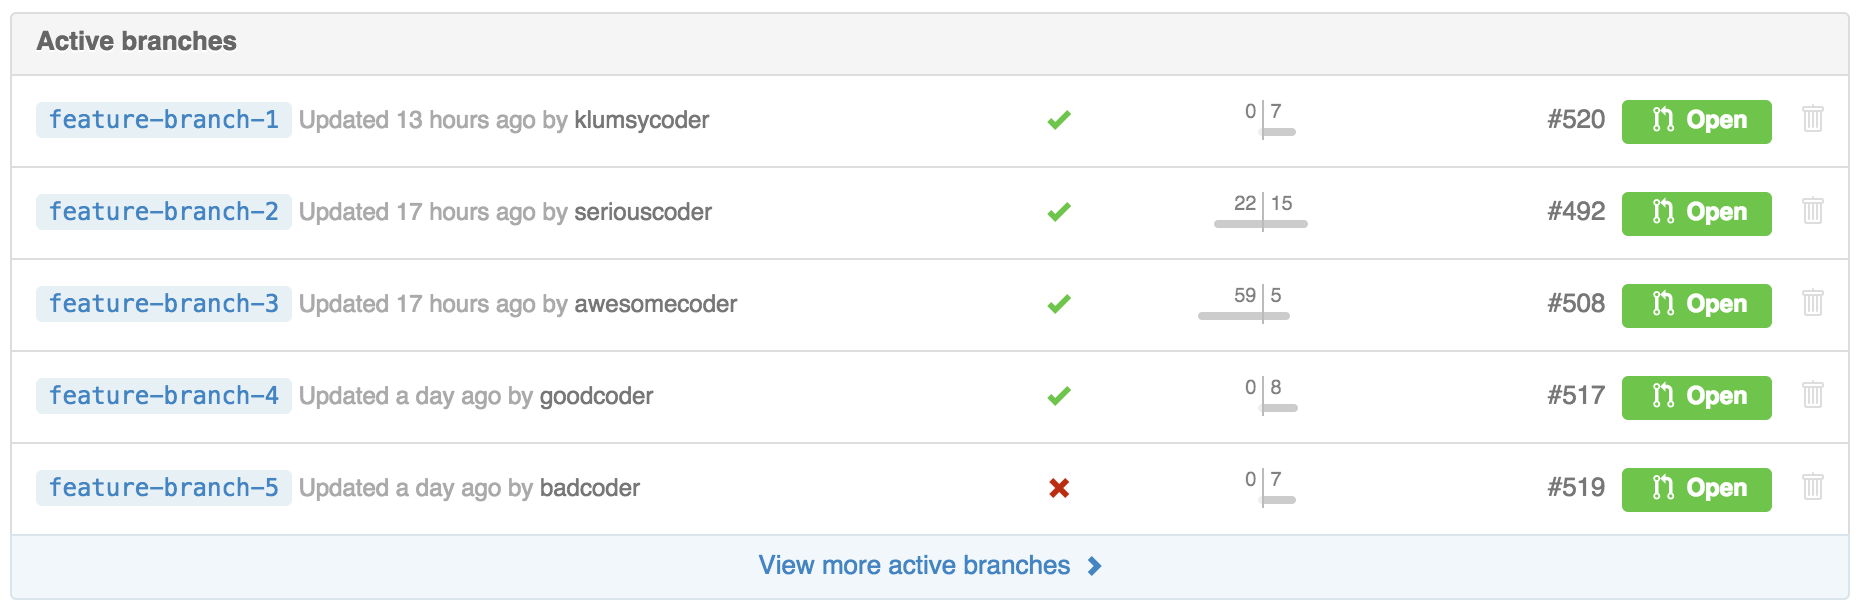 Active branches
feature-branch-1 Updated 13 hours ago by klumsycoder 0 7 #520 Open
feature-branch-2 Updated 17 hours ago by seriouscoder 22 15 #492 Open
feature-branch-3 Updated 17 hours ago by awesomecoder 59 5 #508 Open
feature-branch-4 Updated a day ago by goodcoder 0 8 #517 Open
feature-branch-5 Updated a day ago by badcoder 0 7 #519 Open
View more active branches